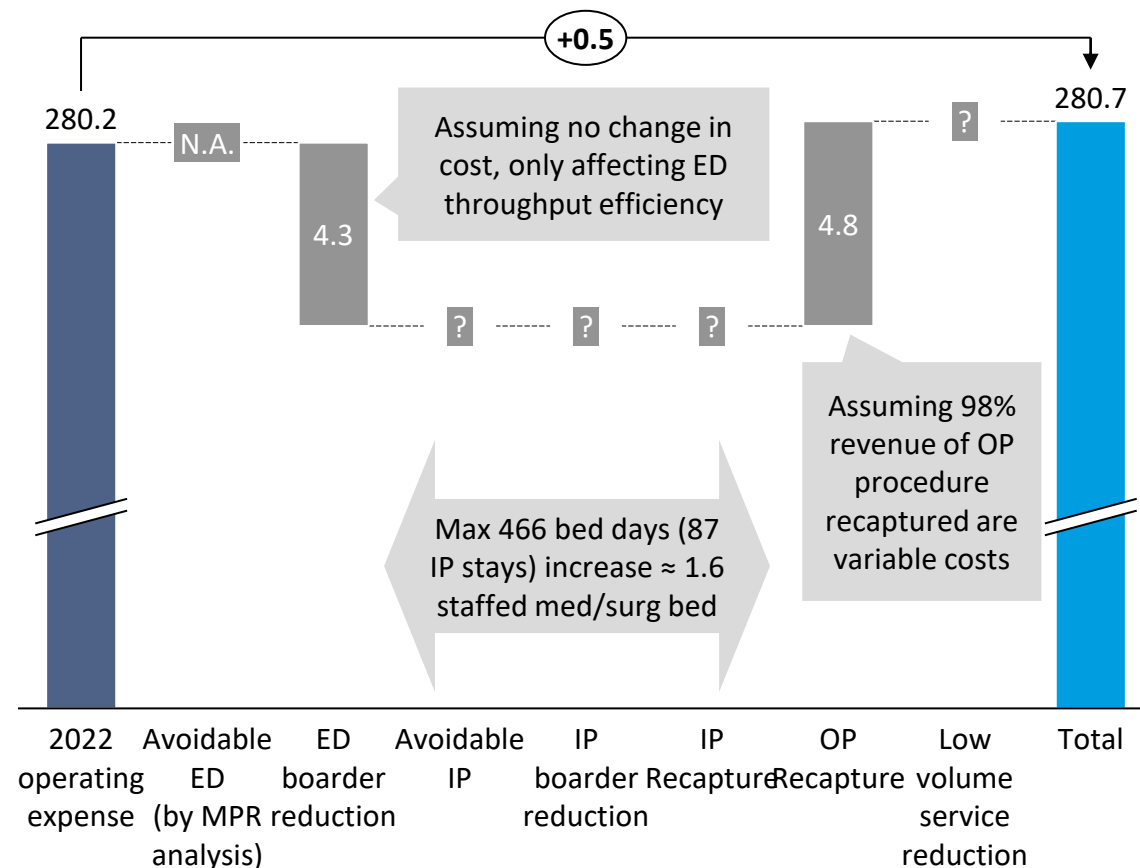 +0.5
280.2
280.7
N.A.
?
Assuming no change in
cost, only affecting ED
throughput efficiency
4.3
4.8
?
?
?
Assuming 98%
revenue of OP
procedure
recaptured are
variable costs
Max 466 bed days (87
IP stays) increase ≈ 1.6
staffed med/surg bed
2022
operating
expense
Avoidable
ED
(by MPR
analysis)
ED
boarder
reduction
Avoidable
IP
IP
boarder
reduction
IP
Recapture
OP
Recapture
Low
volume
service
reduction
Total